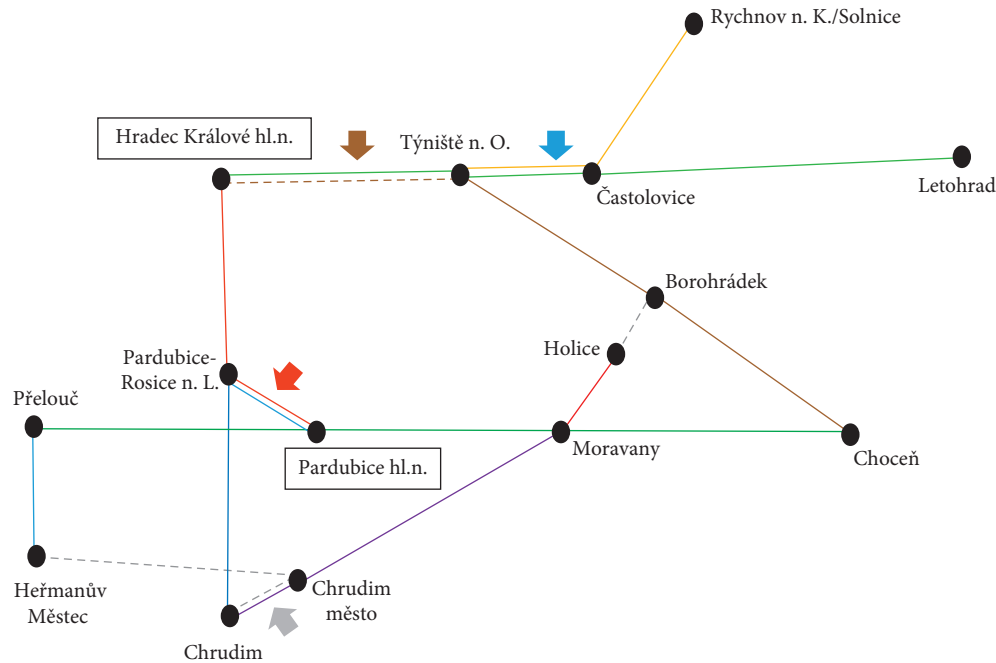 Rychnov n. K./Solnice
Hradec Králové hl.n.
Týniště n. O.
Častolovice
Letohrad
Borohrádek
Holice
Pardubice-
Rosice n. L.
Přelouč
Moravany
Choceň
Pardubice hl.n.
Heřmanův
Městec
Chrudim
město
Chrudim